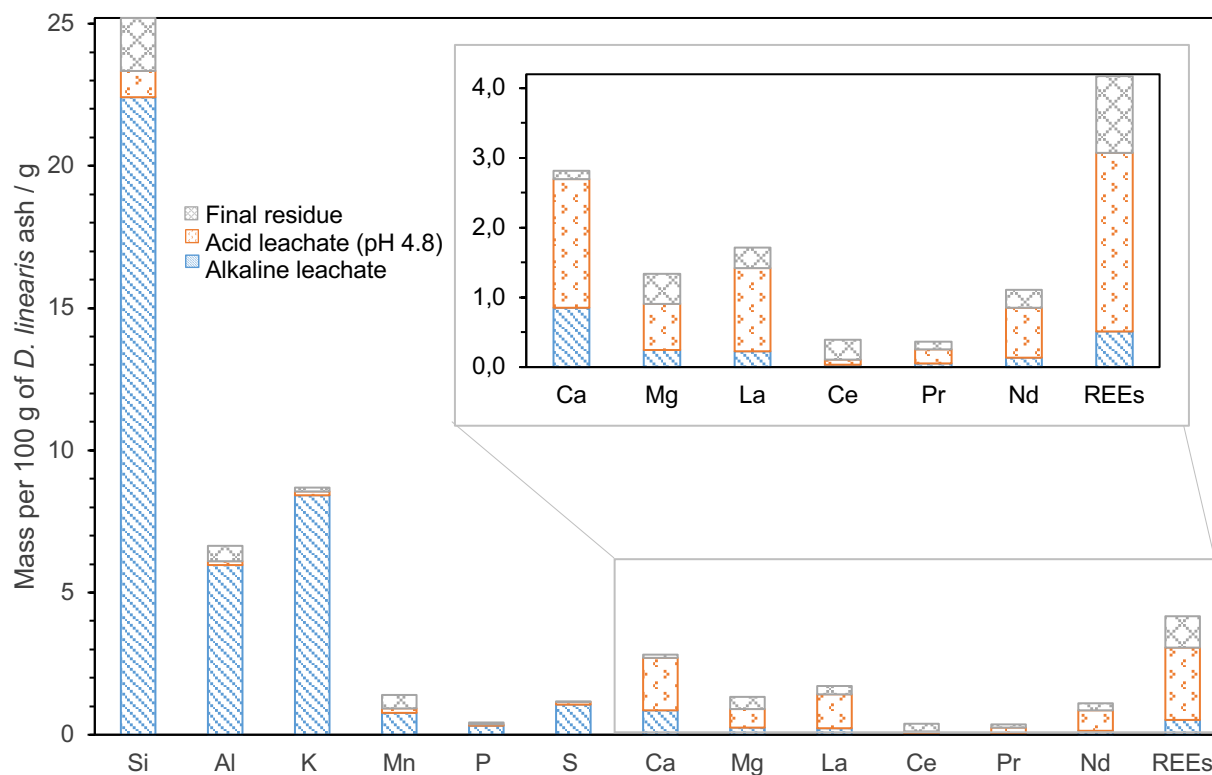 25
20
15
10
5
0
Mass per 100 g of D. linearis ash / g
Final residue
Acid leachate (pH 4.8)
Alkaline leachate
4,0
3,0
2,0
1,0
0,0
Ca Mg La Ce Pr Nd REEs
Si Al K Mn P S Ca Mg La Ce Pr Nd REEs